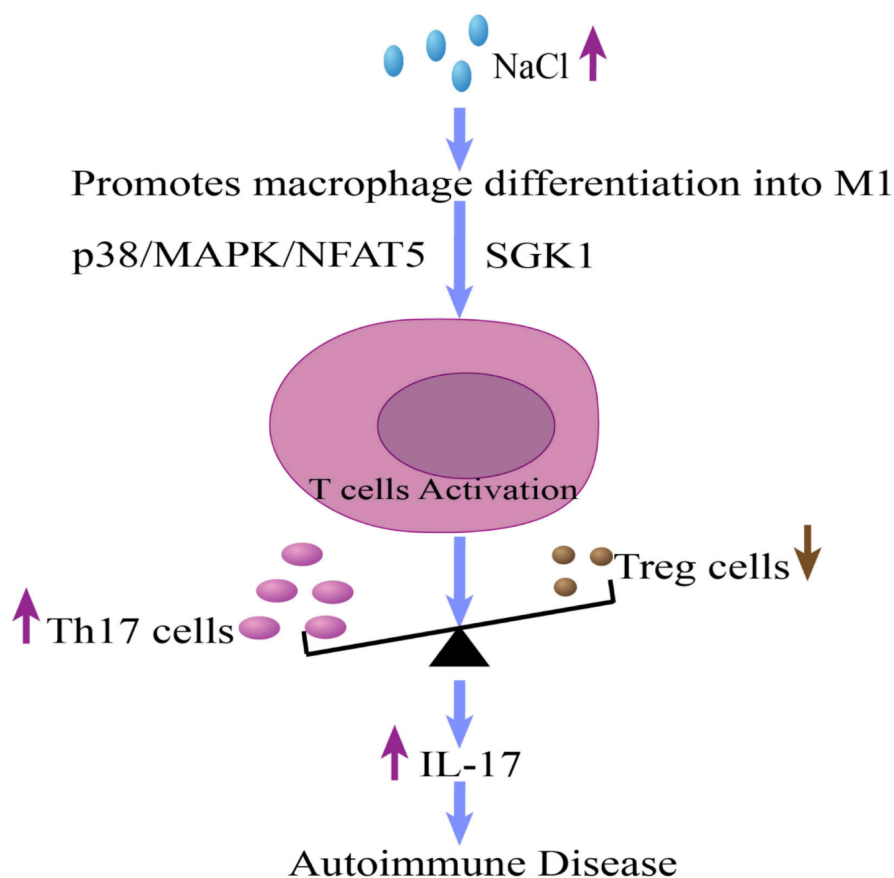 NaCl
Promotes macrophage differentiation into M1
p38/MAPK/NFAT5 SGK1
T cells Activation
Treg cells
Th17 cells
IL-17
Autoimmune Disease